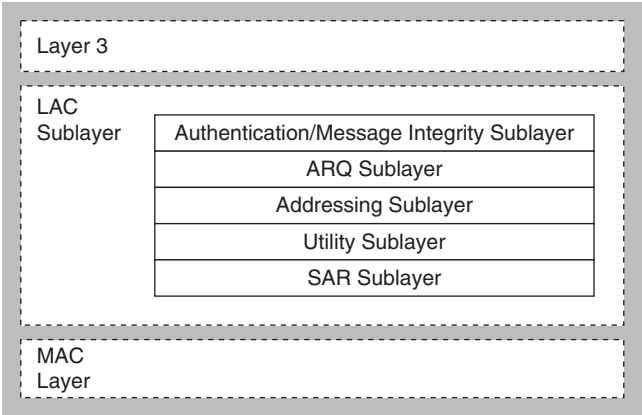 Layer 3
LAC
Sublayer
Authentication/Message Integrity Sublayer
ARQ Sublayer
Addressing Sublayer
Utility Sublayer
SAR Sublayer
MAC
Layer